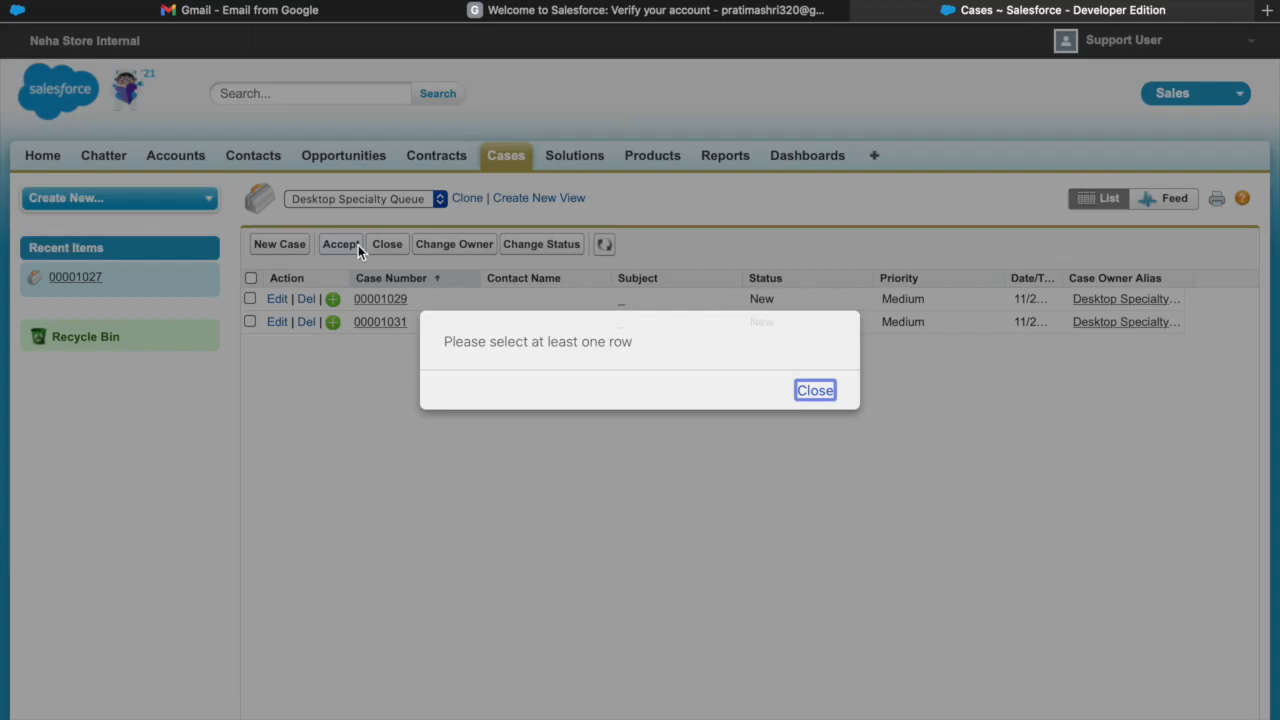 Gmail - Email from Google
G Welcome to Salesforce: Verify your account - pratimashri320@g...
Cases ~ Salesforce - Developer Edition
Neha Store Internal
Support User
salesforce
'21
Search...
Search
Sales
Home Chatter Accounts Contacts Opportunities Contracts Cases Solutions Products Reports Dashboards +
Create New...
Desktop Specialty Queue Clone | Create New View
List Feed ?
Recent Items
00001027
Recycle Bin
New Case Accept Close Change Owner Change Status
Action Case Number Contact Name Subject Status Priority Date/T... Case Owner Alias
Edit | Del | 00001029 _ New Medium 11/2... Desktop Specialty...
Edit | Del | 00001031 _ New Medium 11/2... Desktop Specialty...
Please select at least one row
Close